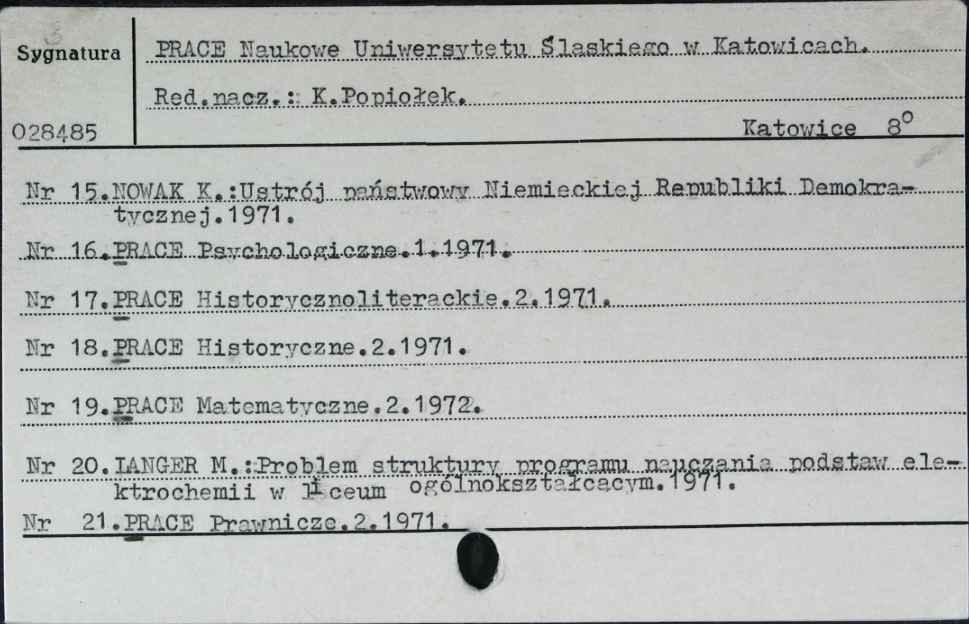 Sygnatura
PRACE Naukowe Uniwersytetu Śląskiego w Katowicach.
Red.nacz.: K.Popiołek.
028485
Katowice 8°
Nr 15.NOWAK K.:Ustrój państwowy Niemieckiej Republiki Demokra-
tycznej.1971.
Nr 16.PRACE Psychologiczne.1.1971.
Nr 17.PRACE Historycznoliterackie.2.1971.
Nr 18.PRACE Historyczne.2.1971.
Nr 19.PRACE Matematyczne.2.1972.
Nr 20.LANGER M.:Problem struktury programu nauczania podstaw ele-
ktrochemii w liceum ogólnokształcącym.1971.
Nr 21.PRACE Prawnicze.2.1971.